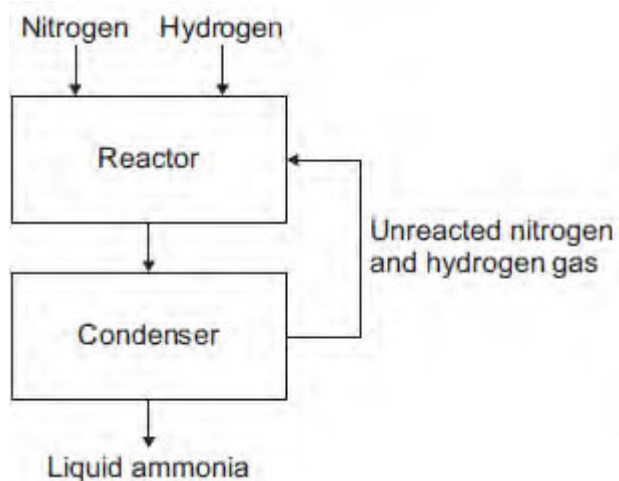 Nitrogen Hydrogen
Reactor
Unreacted nitrogen
and hydrogen gas
Condenser
Liquid ammonia